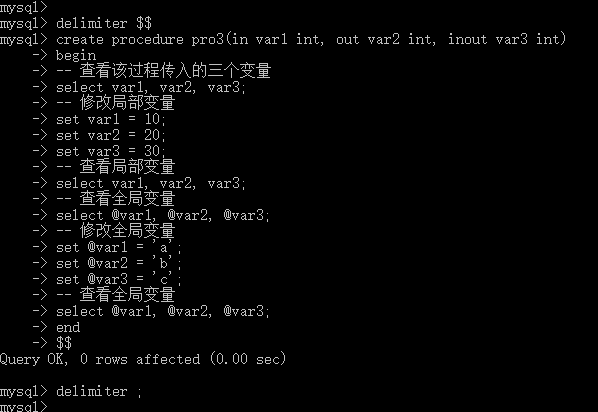 mysql>
mysql> delimiter $$
mysql> create procedure pro3(in var1 int, out var2 int, inout var3 int)
    -> begin
    -> -- 查看该过程传入的三个变量
    -> select var1, var2, var3;
    -> -- 修改局部变量
    -> set var1 = 10;
    -> set var2 = 20;
    -> set var3 = 30;
    -> -- 查看局部变量
    -> select var1, var2, var3;
    -> -- 查看全局变量
    -> select @var1, @var2, @var3;
    -> -- 修改全局变量
    -> set @var1 = 'a';
    -> set @var2 = 'b';
    -> set @var3 = 'c';
    -> -- 查看全局变量
    -> select @var1, @var2, @var3;
    -> end
    -> $$
Query OK, 0 rows affected (0.00 sec)
mysql> delimiter ;
mysql>